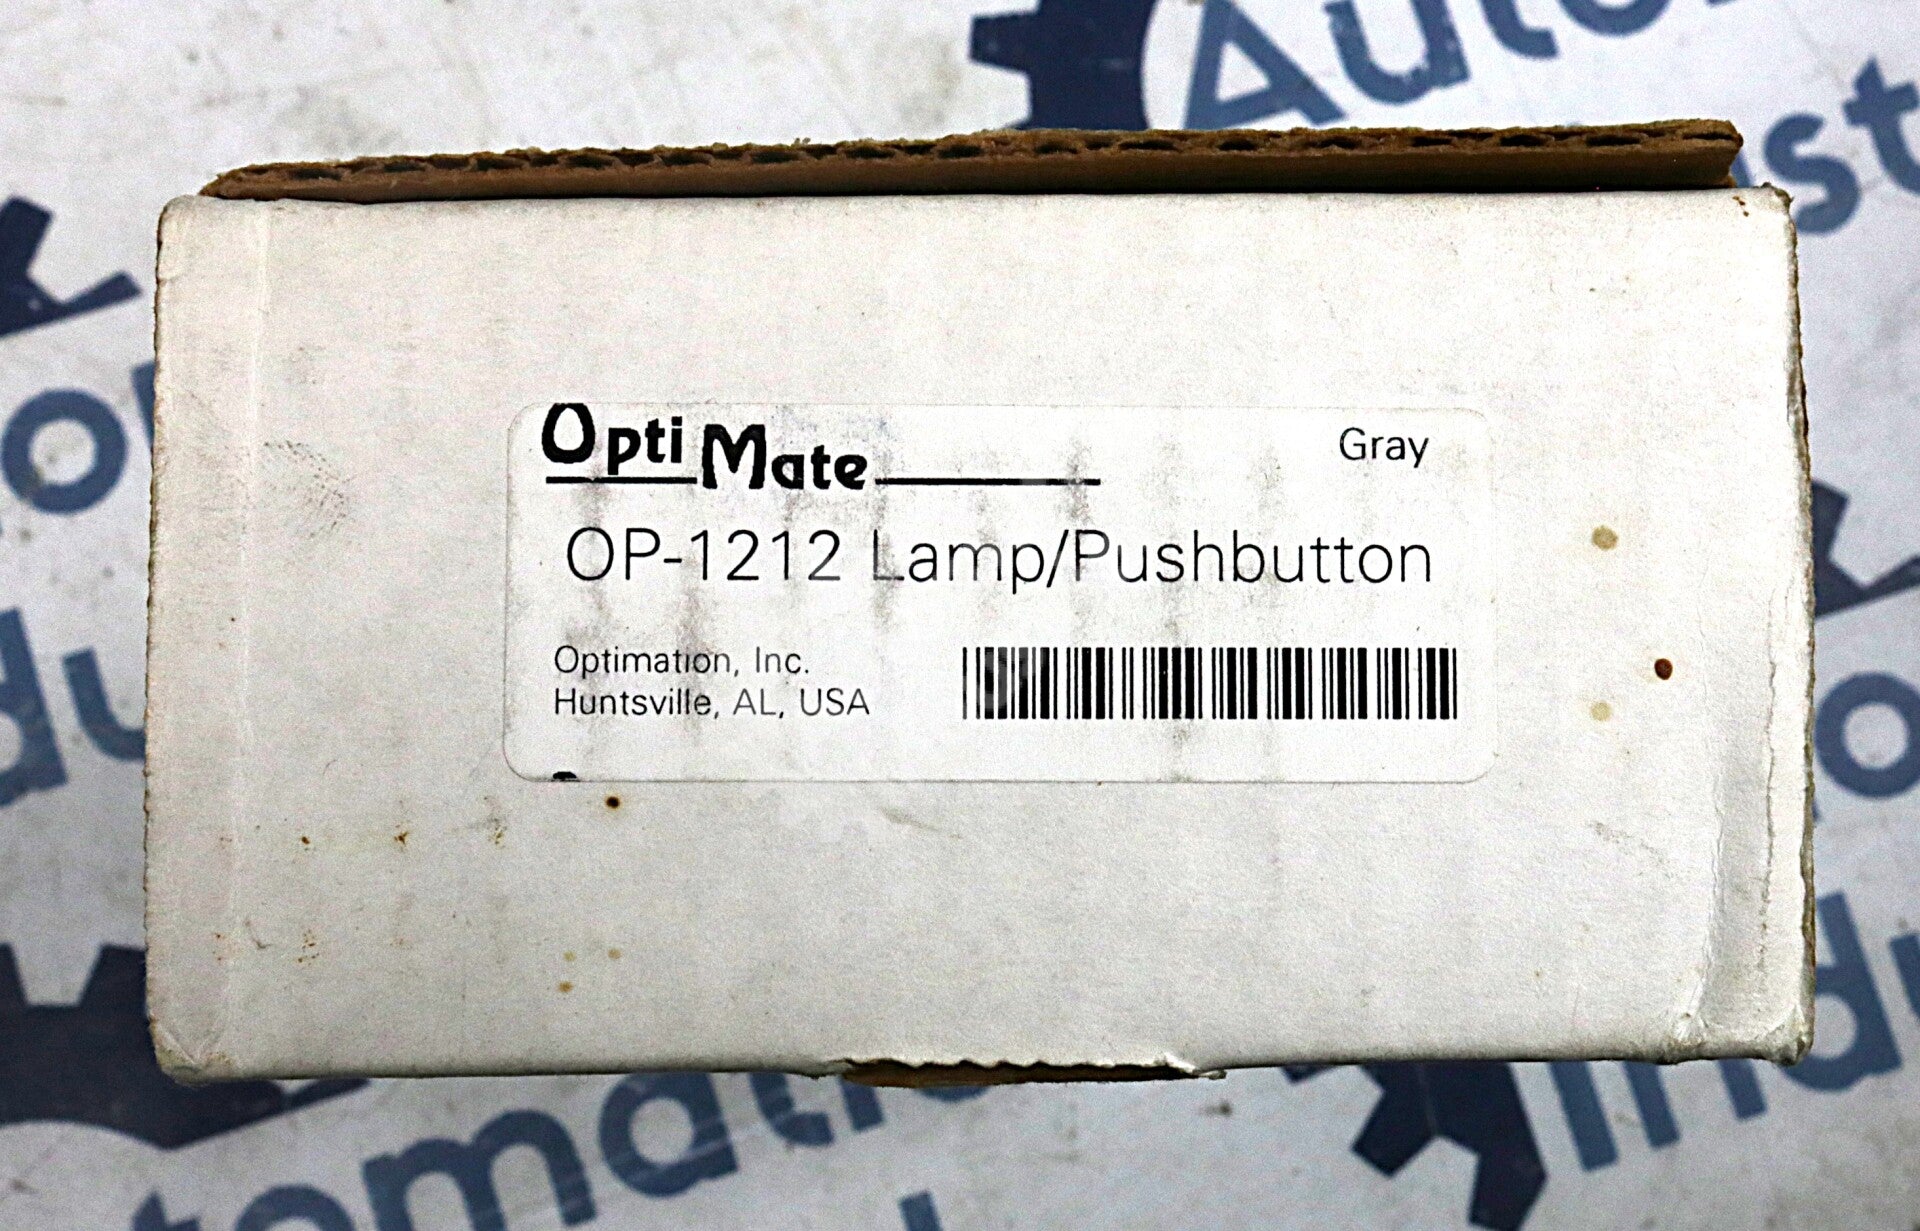 Opti Mate Gray
OP-1212 Lamp/Pushbutton
Optimation, Inc.
Huntsville, AL, USA